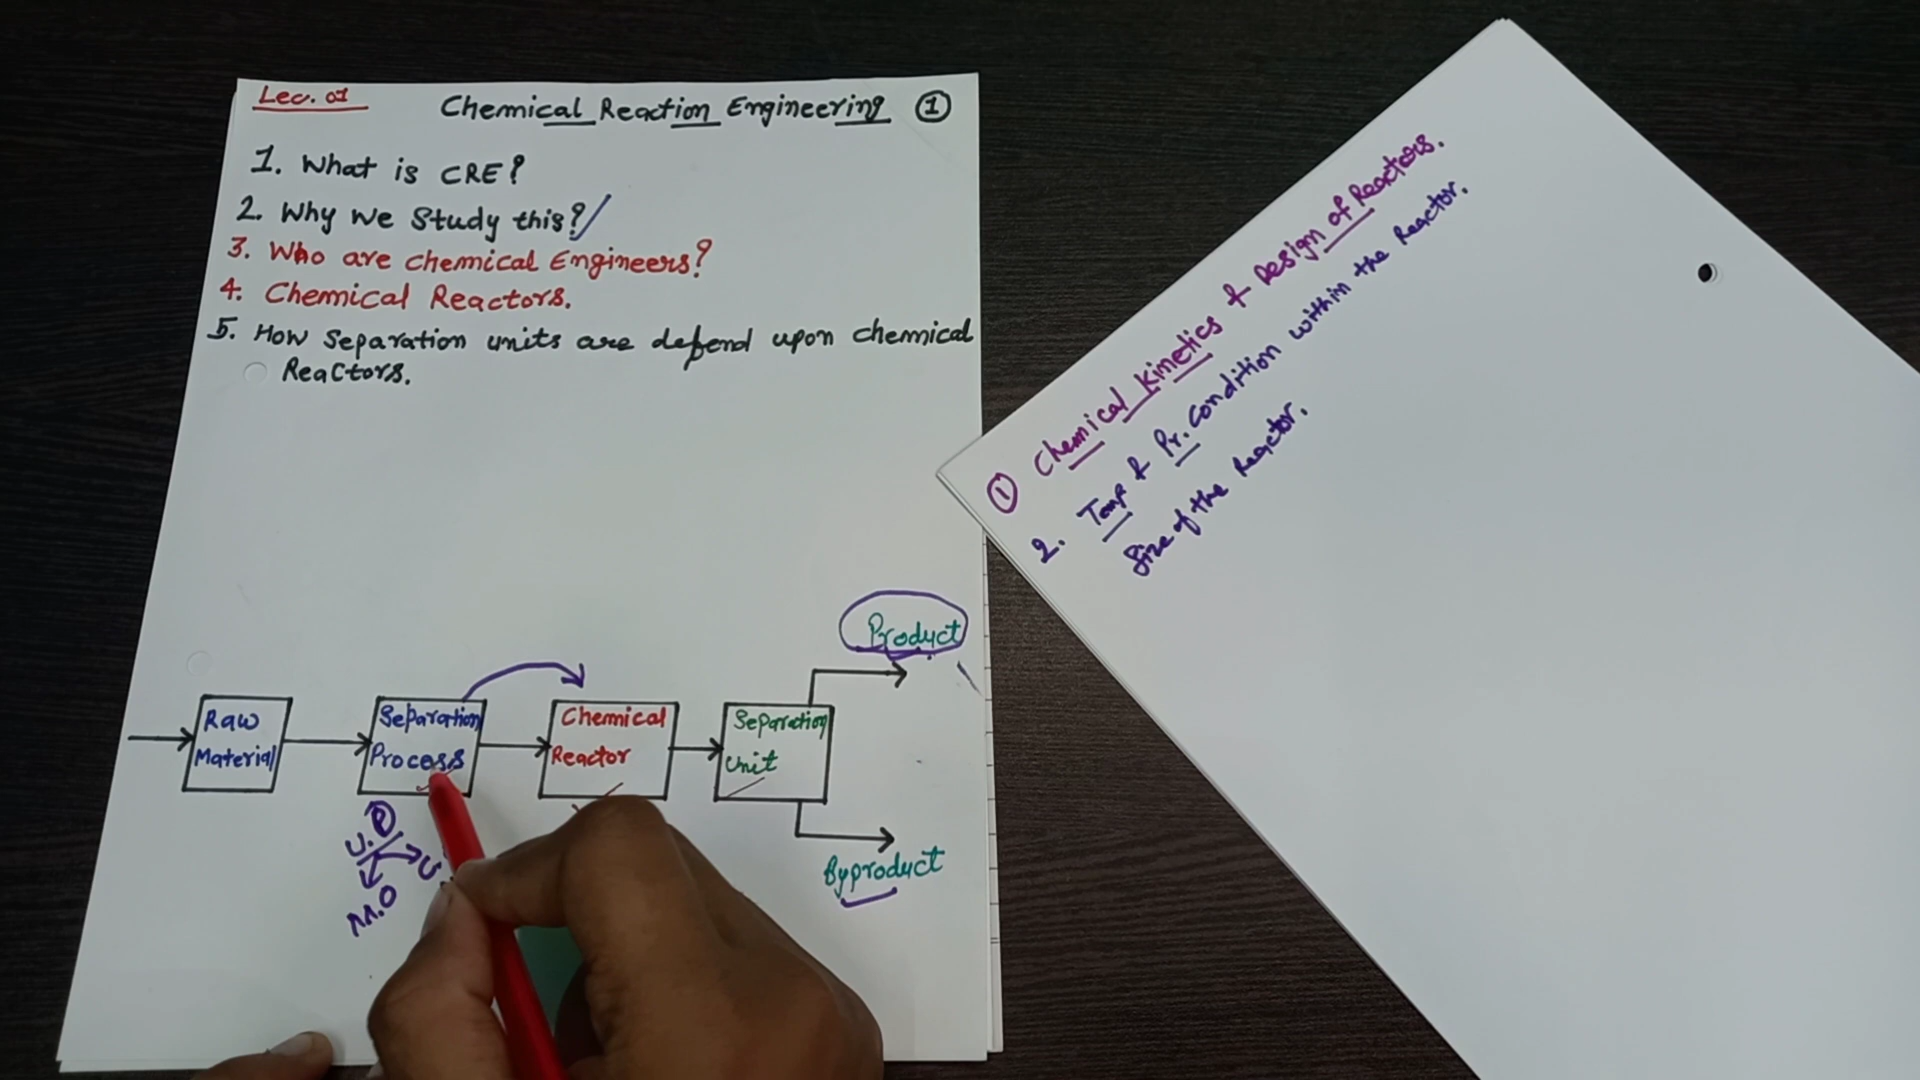 Lec. 01
Chemical Reaction Engineering ①
1. What is CRE?
2. Why We Study this?
3. Who are chemical Engineers?
4. Chemical Reactors.
5. How Separation units are defend upon chemical
Reactors.
Product
Raw
Material
Separation
Process
Chemical
Reactor
Separation
Unit
Byproduct
M.O
① Chemical Kinetics & Design of Reactors.
2. Temp & Pr. Condition within the Reactor.
Size of the Reactor.